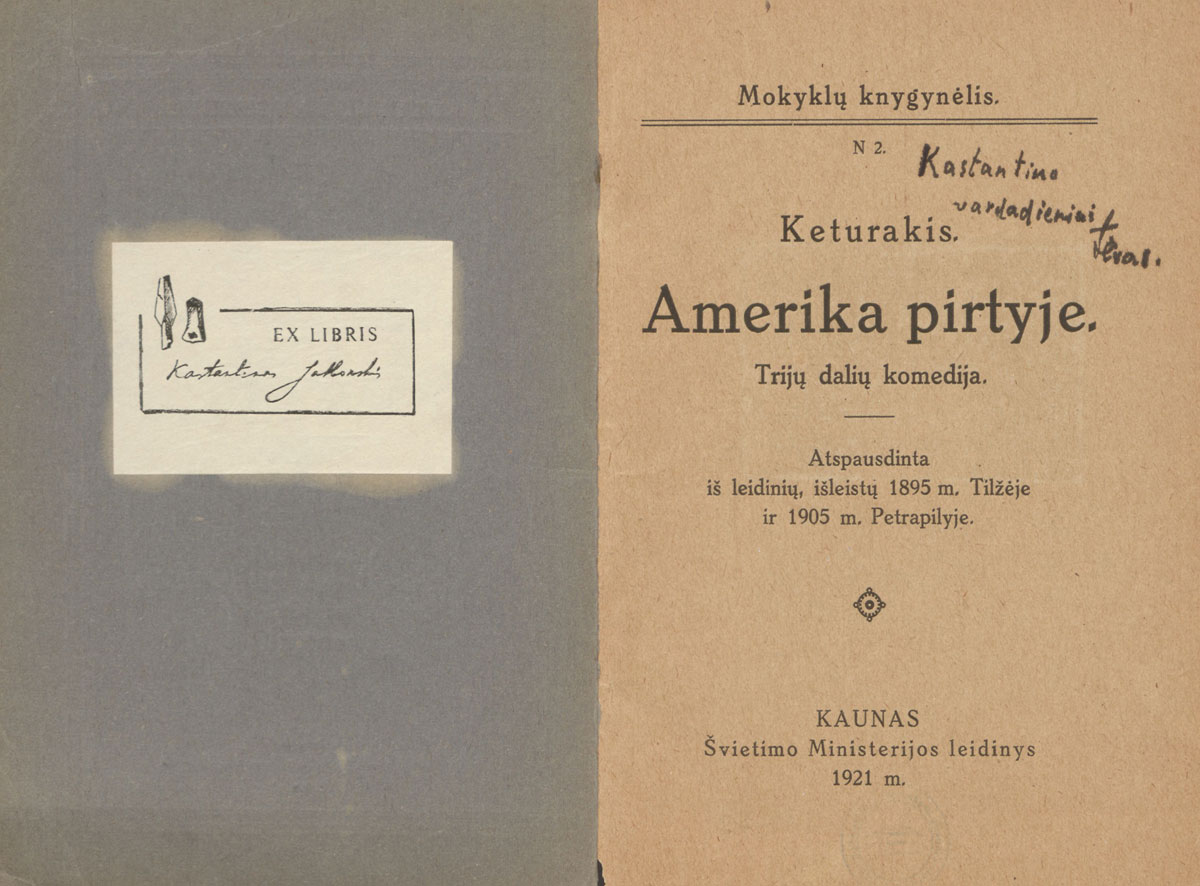 EX LIBRIS
Kastantinas Jablonskis
Mokyklų knygynėlis.
N 2.
Kastantino
vardadieniui
Tėvas.
Keturakis.
Amerika pirtyje.
Trijų dalių komedija.
Atspausdinta
iš leidinių, išleistų 1895 m. Tilžėje
ir 1905 m. Petrapilyje.
KAUNAS
Švietimo Ministerijos leidinys
1921 m.